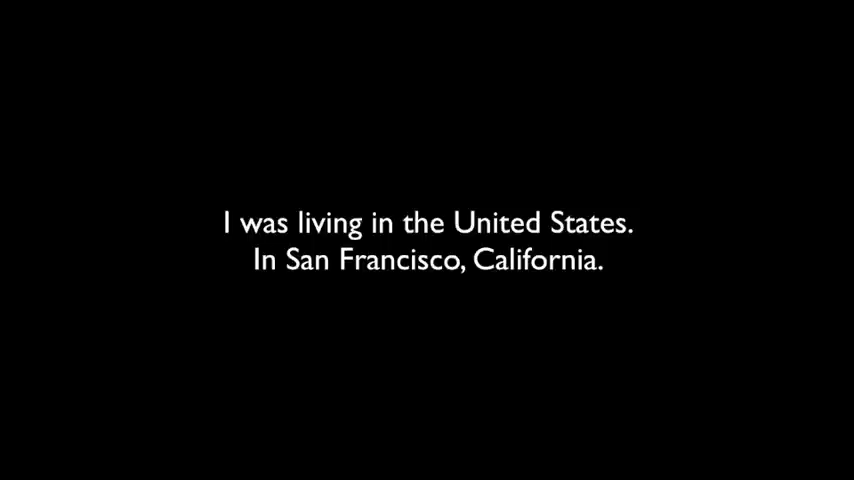 I was living in the United States.
In San Francisco, California.